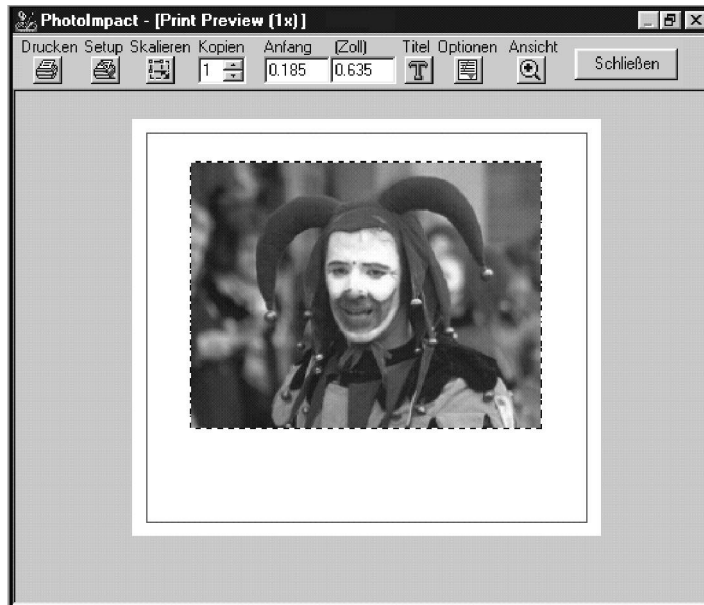 PhotoImpact - [Print Preview (1x)]
Drucken Setup Skalieren Kopien Anfang (Zoll) Titel Optionen Ansicht
1 0.185 0.635 T Schließen